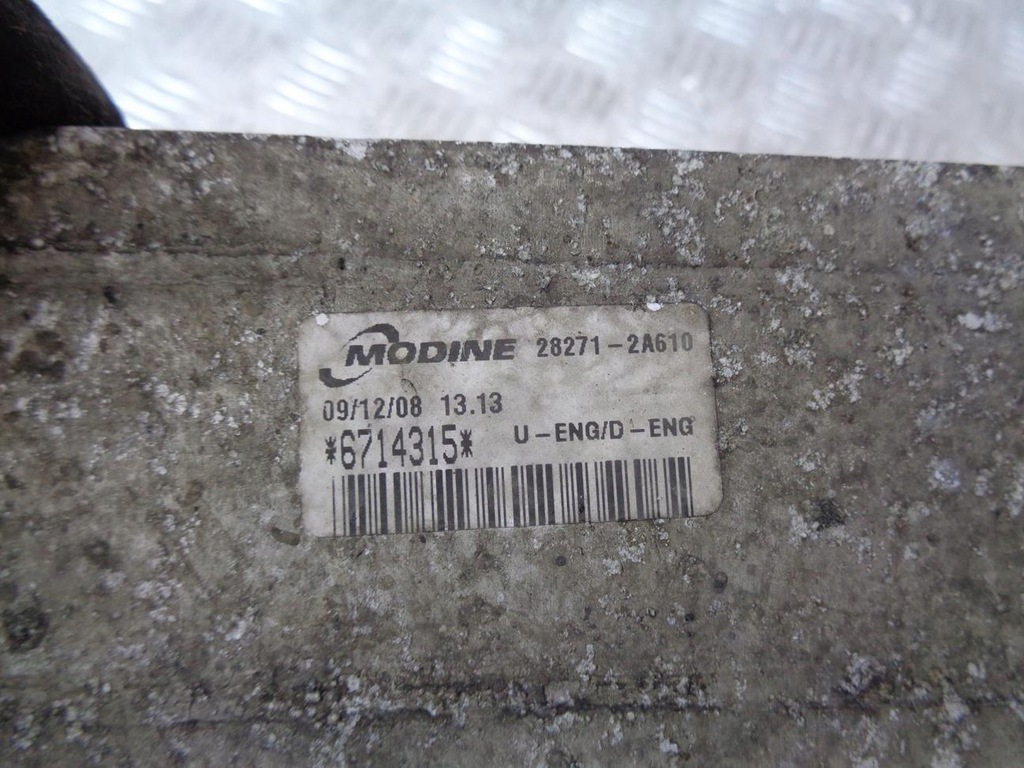 MODINE 28271-2A610
09/12/08 13.13
*6714315* U-ENG/D-ENG